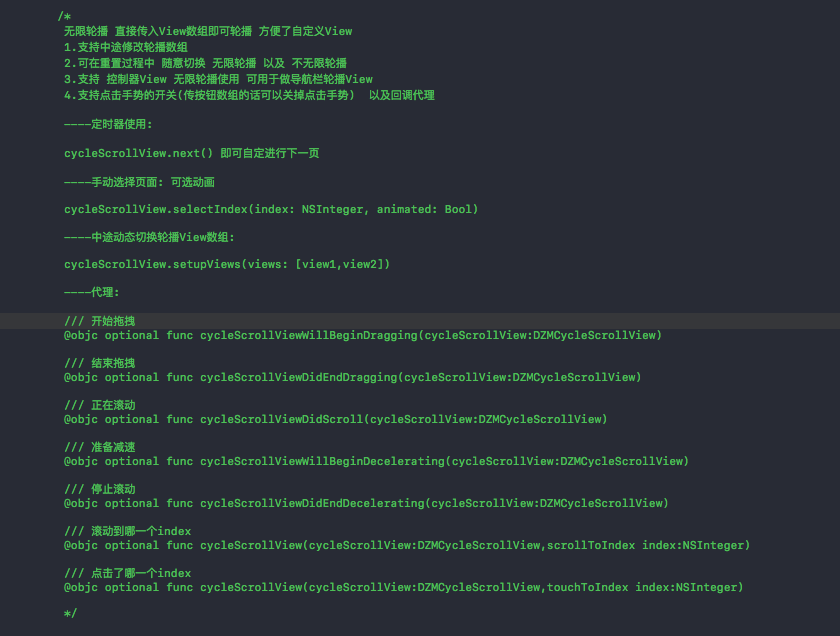 /*
无限轮播 直接传入View数组即可轮播 方便了自定义View
1.支持中途修改轮播数组
2.可在重置过程中 随意切换 无限轮播 以及 不无限轮播
3.支持 控制器View 无限轮播使用 可用于做导航栏轮播View
4.支持点击手势的开关(传按钮数组的话可以关掉点击手势)  以及回调代理
----定时器使用:
cycleScrollView.next() 即可自定进行下一页
----手动选择页面: 可选动画
cycleScrollView.selectIndex(index: NSInteger, animated: Bool)
----中途动态切换轮播View数组:
cycleScrollView.setupViews(views: [view1,view2])
----代理:
/// 开始拖拽
@objc optional func cycleScrollViewWillBeginDragging(cycleScrollView:DZMCycleScrollView)
/// 结束拖拽
@objc optional func cycleScrollViewDidEndDragging(cycleScrollView:DZMCycleScrollView)
/// 正在滚动
@objc optional func cycleScrollViewDidScroll(cycleScrollView:DZMCycleScrollView)
/// 准备减速
@objc optional func cycleScrollViewWillBeginDecelerating(cycleScrollView:DZMCycleScrollView)
/// 停止滚动
@objc optional func cycleScrollViewDidEndDecelerating(cycleScrollView:DZMCycleScrollView)
/// 滚动到哪一个index
@objc optional func cycleScrollView(cycleScrollView:DZMCycleScrollView,scrollToIndex index:NSInteger)
/// 点击了哪一个index
@objc optional func cycleScrollView(cycleScrollView:DZMCycleScrollView,touchToIndex index:NSInteger)
*/